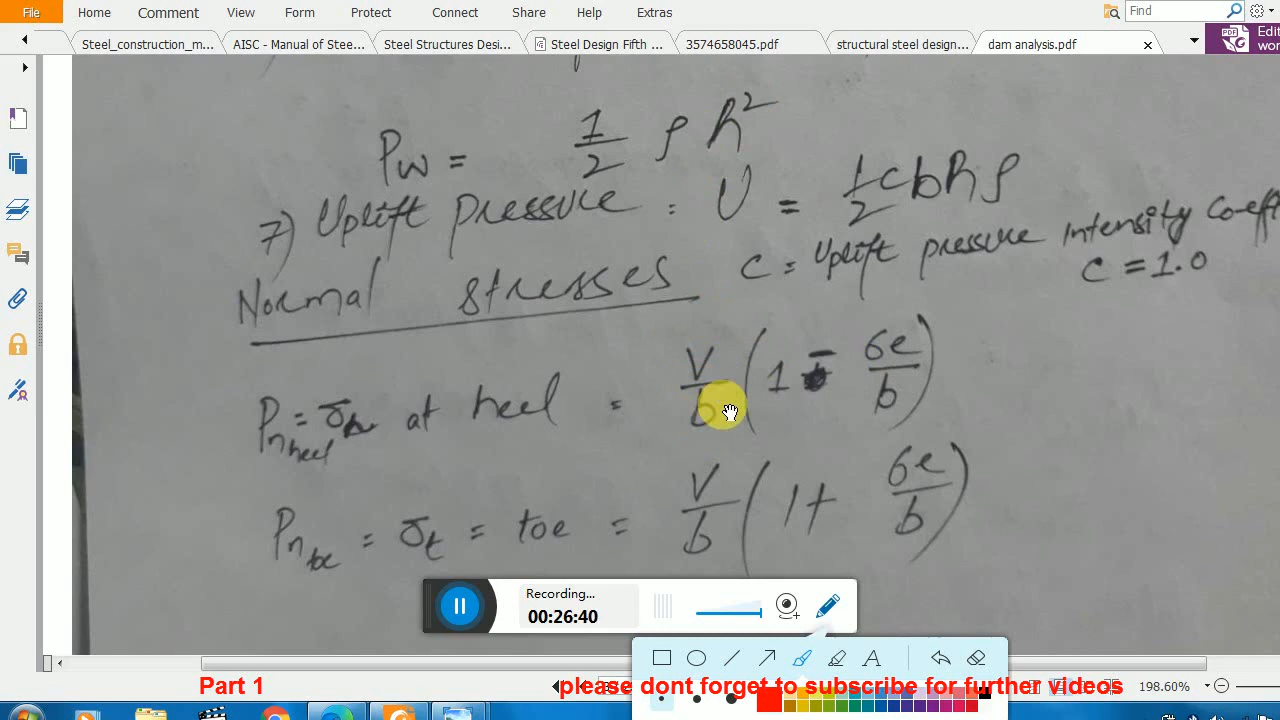 File Home Comment View Form Protect Connect Share Help Extras Find
Steel_construction_m... AISC - Manual of Stee... Steel Structures Desi... Steel Design Fifth ... 3574658045.pdf structural steel design... dam analysis.pdf
Pw = 1/2 ρ h²
7) Uplift pressure = U = 1/2 c b h ρ
c = Uplift pressure intensity coeffi
c = 1.0
Normal stresses
Pn heel = σh at heel = V/b (1 - 6e/b)
Pn toe = σt = toe = V/b (1 + 6e/b)
Recording...
00:26:40
Part 1 please dont forget to subscribe for further videos
198.60%